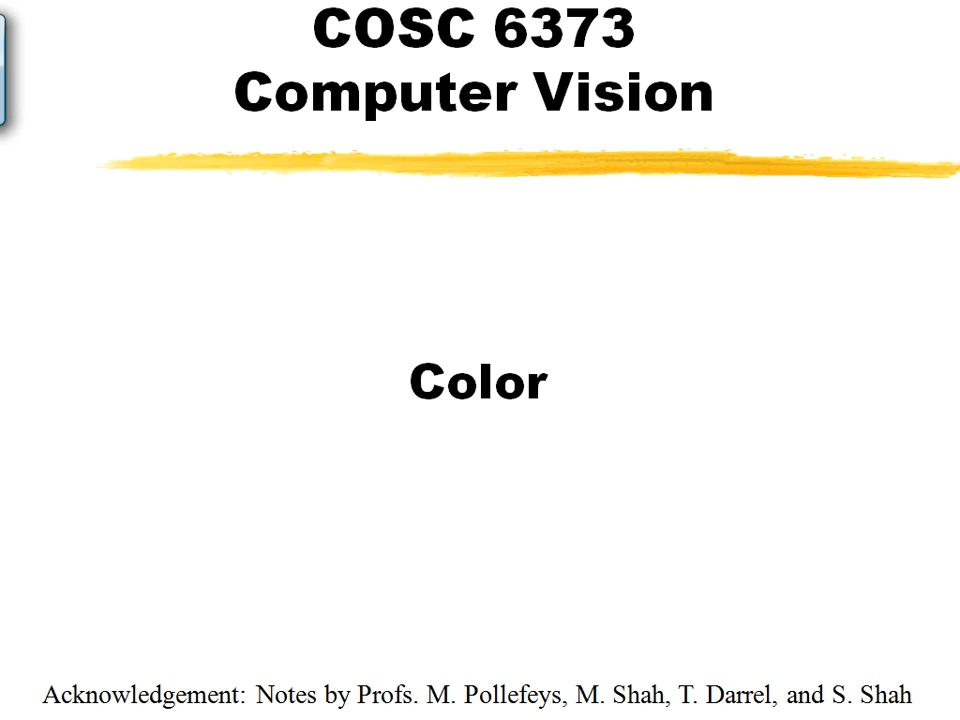 COSC 6373
Computer Vision
Color
Acknowledgement: Notes by Profs. M. Pollefeys, M. Shah, T. Darrel, and S. Shah